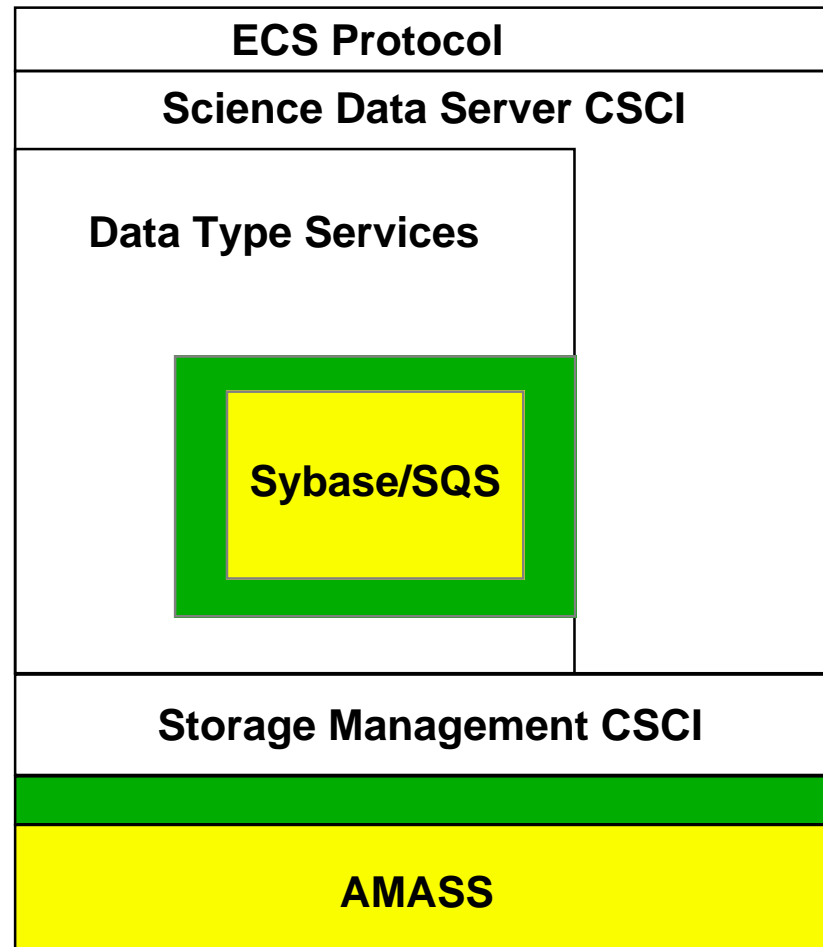 ECS Protocol
Science Data Server CSCI
Data Type Services
Sybase/SQS
Storage Management CSCI
AMASS